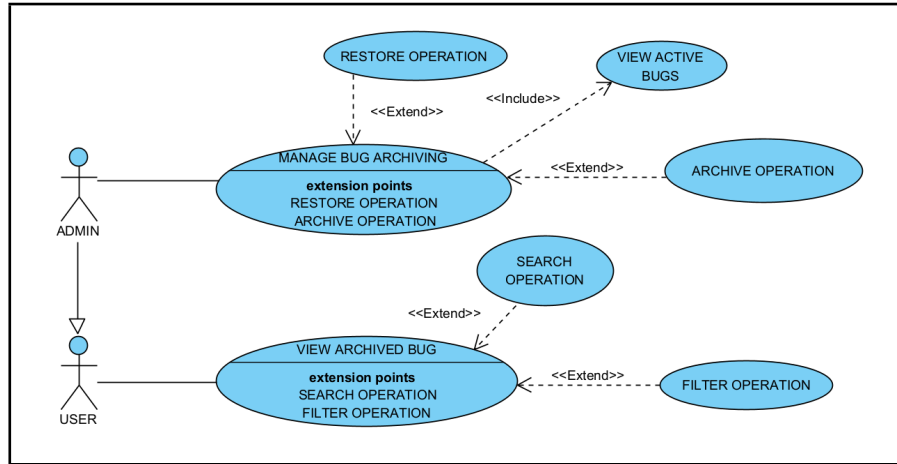 RESTORE OPERATION
VIEW ACTIVE
BUGS
<<Include>>
<<Extend>>
MANAGE BUG ARCHIVING
extension points
RESTORE OPERATION
ARCHIVE OPERATION
<<Extend>>
ARCHIVE OPERATION
ADMIN
SEARCH
OPERATION
<<Extend>>
VIEW ARCHIVED BUG
extension points
SEARCH OPERATION
FILTER OPERATION
<<Extend>>
FILTER OPERATION
USER